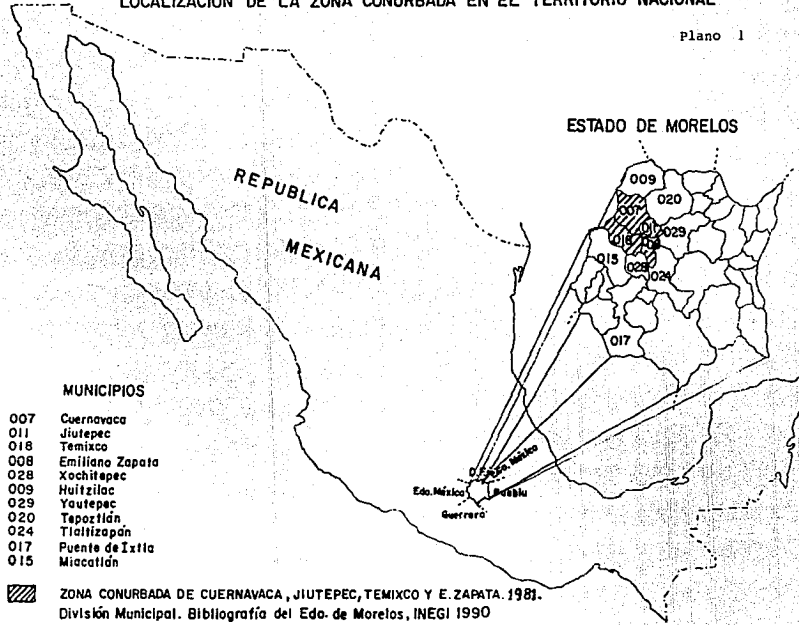 LOCALIZACION DE LA ZONA CONURBADA EN EL TERRITORIO NACIONAL
Plano 1
ESTADO DE MORELOS
REPUBLICA
MEXICANA
009
020
007
011
029
018
008
015
028
024
017
D.F.
Edo. México
Edo. México
Puebla
Guerrero
MUNICIPIOS
007 Cuernavaca
011 Jiutepec
018 Temixco
008 Emiliano Zapata
028 Xochitepec
009 Huitzilac
029 Yautepec
020 Tepoztlán
024 Tlaltizapán
017 Puente de Ixtla
015 Miacatlán
ZONA CONURBADA DE CUERNAVACA, JIUTEPEC, TEMIXCO Y E. ZAPATA. 1981.
División Municipal. Bibliografía del Edo. de Morelos, INEGI 1990